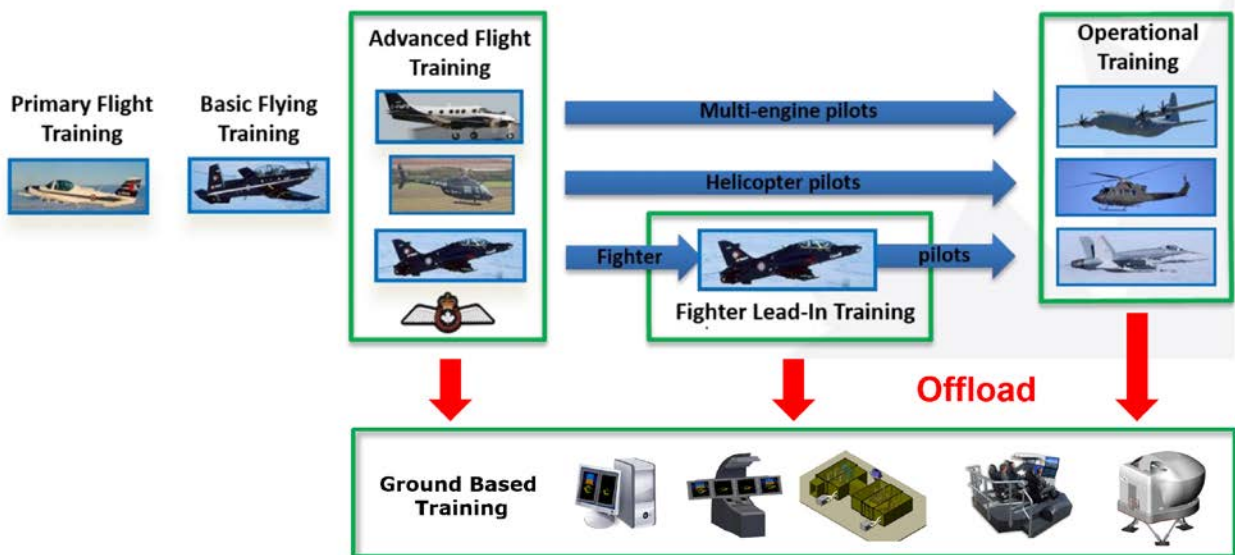 Primary Flight
Training
Basic Flying
Training
Advanced Flight
Training
Multi-engine pilots
Helicopter pilots
Fighter
pilots
Fighter Lead-In Training
Operational
Training
Offload
Ground Based
Training